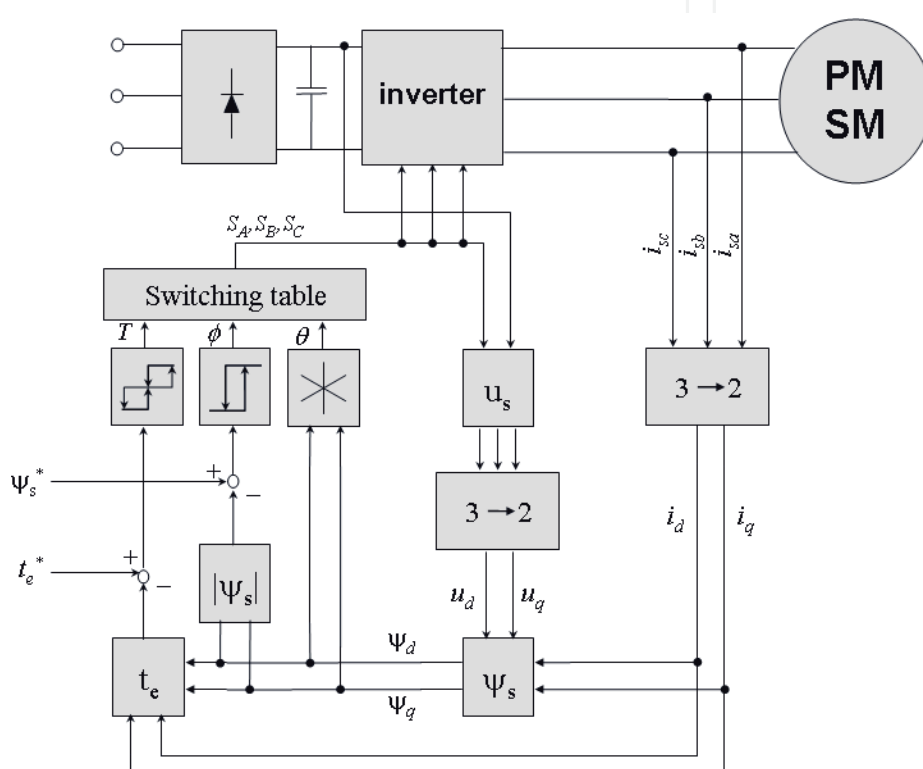 PM
SM
inverter
S_A, S_B, S_C
i_sc
i_sb
i_sa
Switching table
T
ϕ
θ
u_s
3→2
Ψ_s*
+
−
3→2
i_d
i_q
t_e*
+
−
|Ψ_s|
u_d
u_q
t_e
Ψ_d
Ψ_s
Ψ_q